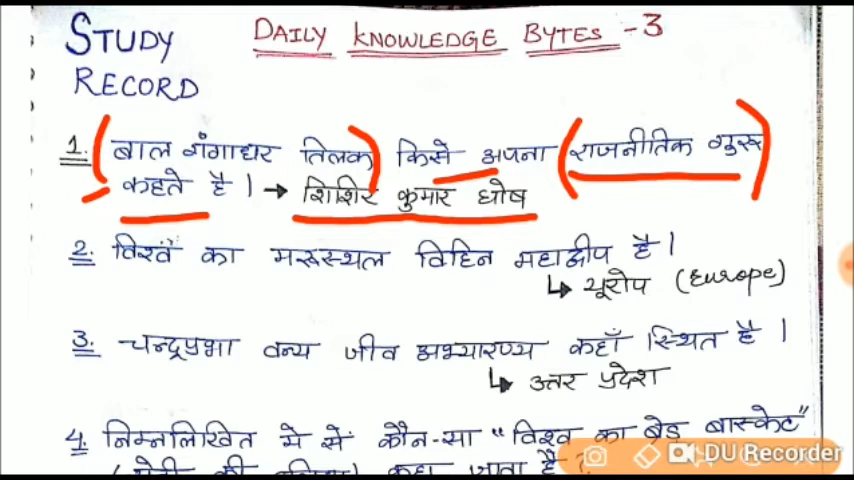 STUDY RECORD
DAILY KNOWLEDGE BYTES -3
1. बाल गंगाधर तिलक किसे अपना राजनीतिक गुरू
कहते है। → शिशिर कुमार घोष
2. विश्व का मरूस्थल विहिन महाद्वीप है।
↳ यूरोप (Europe)
3. चन्द्रप्रभा वन्य जीव अभ्यारण्य कहाँ स्थित है।
↳ उत्तर प्रदेश
4. निम्नलिखित मे सें कौन-सा "विश्व का ब्रेड बास्केट"
कहा जाता है ?
DU Recorder